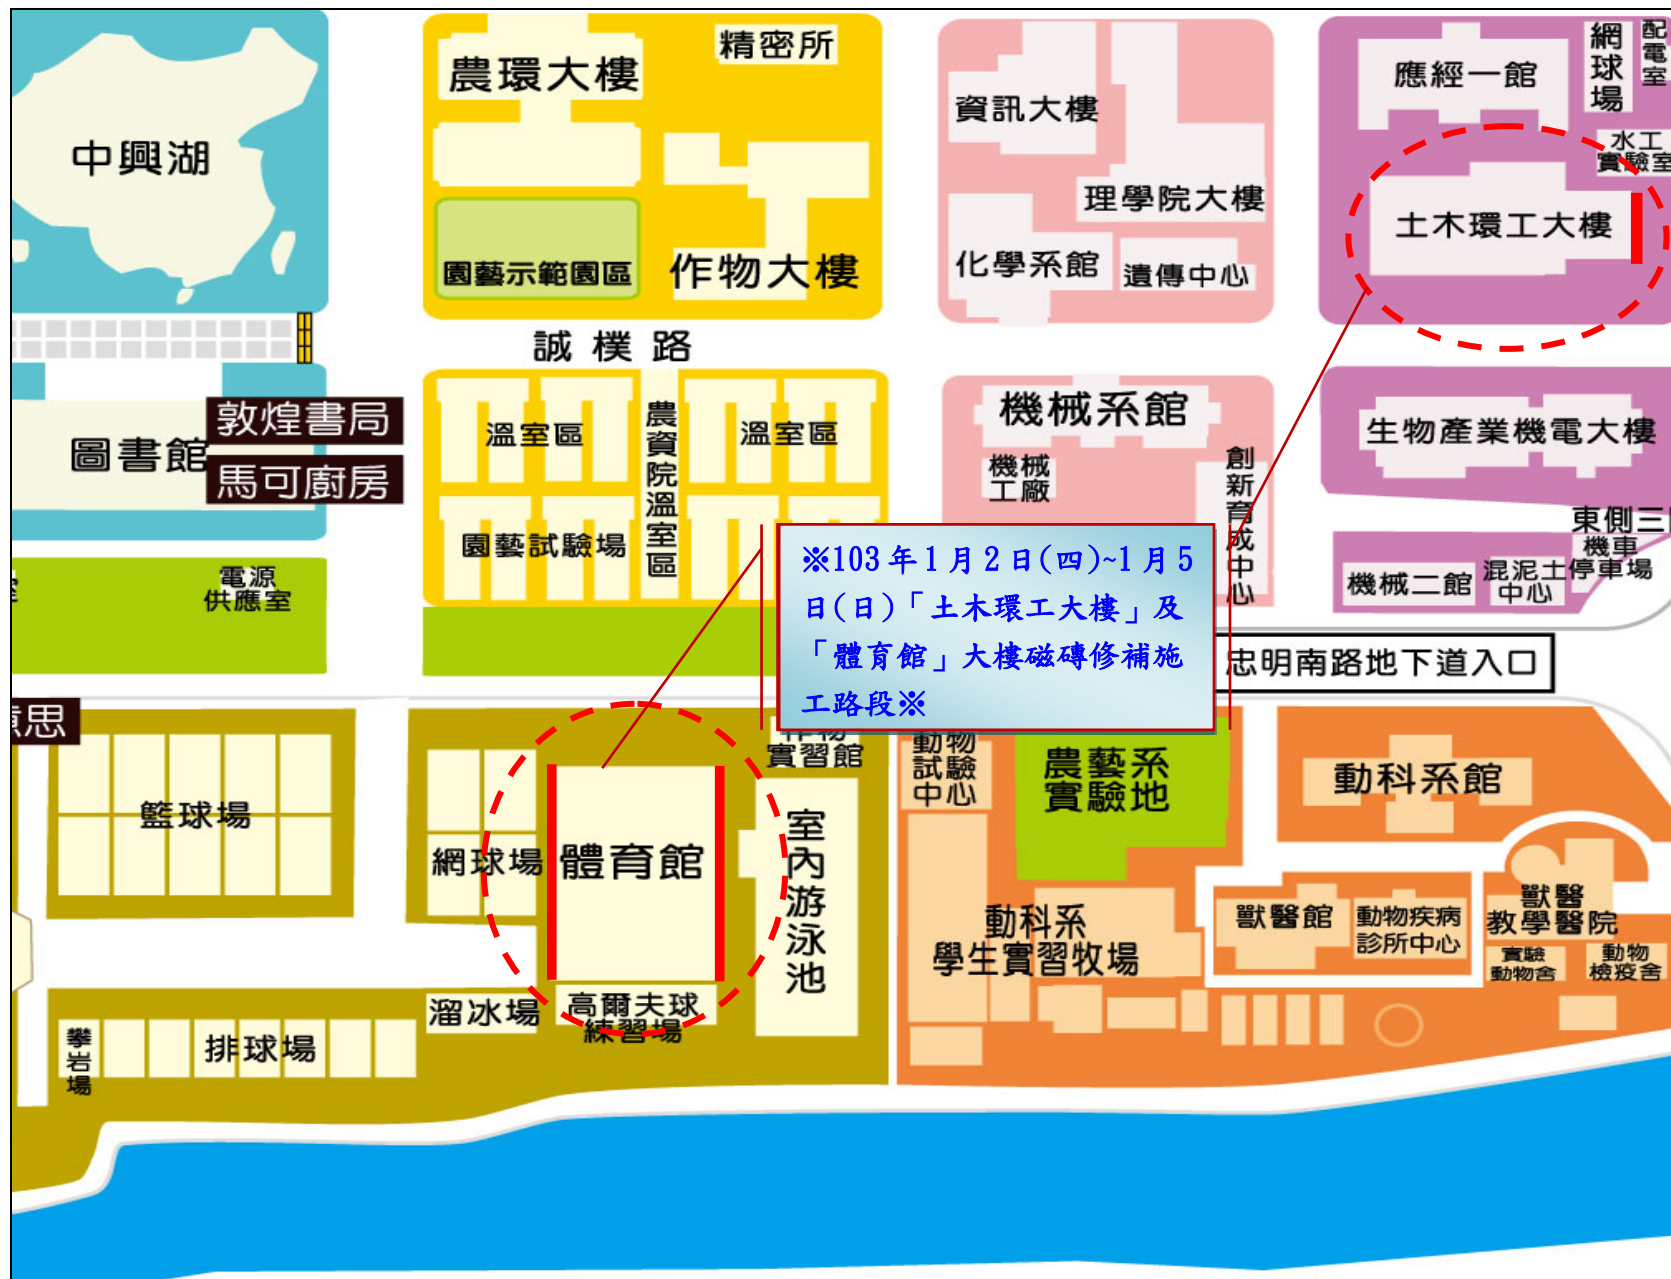 中興湖
農環大樓
精密所
園藝示範園區
作物大樓
資訊大樓
理學院大樓
化學系館
遺傳中心
應經一館
網球場
配電室
水工
實驗室
土木環工大樓
誠樸路
圖書館
敦煌書局
馬可廚房
溫室區
農資院溫室區
溫室區
園藝試驗場
機械系館
機械
工廠
創新育成中心
生物產業機電大樓
東側三
機車
停車場
機械二館
混泥土
中心
電源
供應室
※103年1月2日(四)~1月5
日(日)「土木環工大樓」及
「體育館」大樓磁磚修補施
工路段※
忠明南路地下道入口
意思
籃球場
網球場
體育館
作物
實習館
室內游泳池
動物
試驗
中心
農藝系
實驗地
動科系館
動科系
學生實習牧場
獸醫館
動物疾病
診所中心
獸醫
教學醫院
實驗
動物舍
動物
檢疫舍
攀岩場
排球場
溜冰場
高爾夫球
練習場